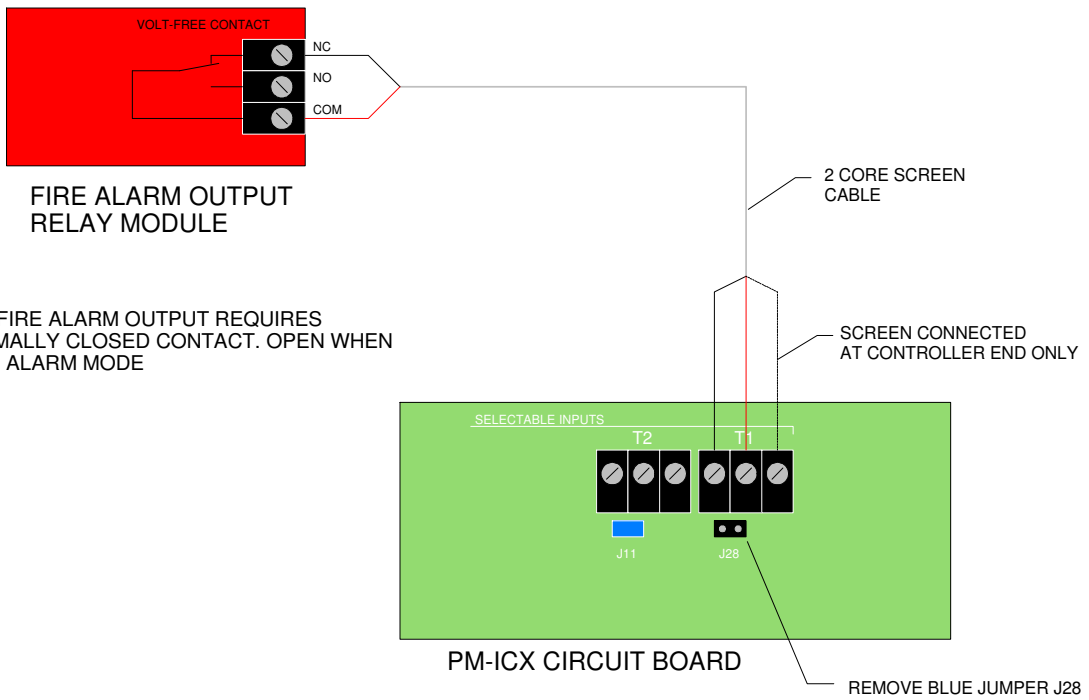 VOLT-FREE CONTACT
NC
NO
COM
FIRE ALARM OUTPUT
RELAY MODULE
2 CORE SCREEN
CABLE
FIRE ALARM OUTPUT REQUIRES
MALLY CLOSED CONTACT. OPEN WHEN
ALARM MODE
SCREEN CONNECTED
AT CONTROLLER END ONLY
SELECTABLE INPUTS
T2
T1
J11
J28
PM-ICX CIRCUIT BOARD
REMOVE BLUE JUMPER J28